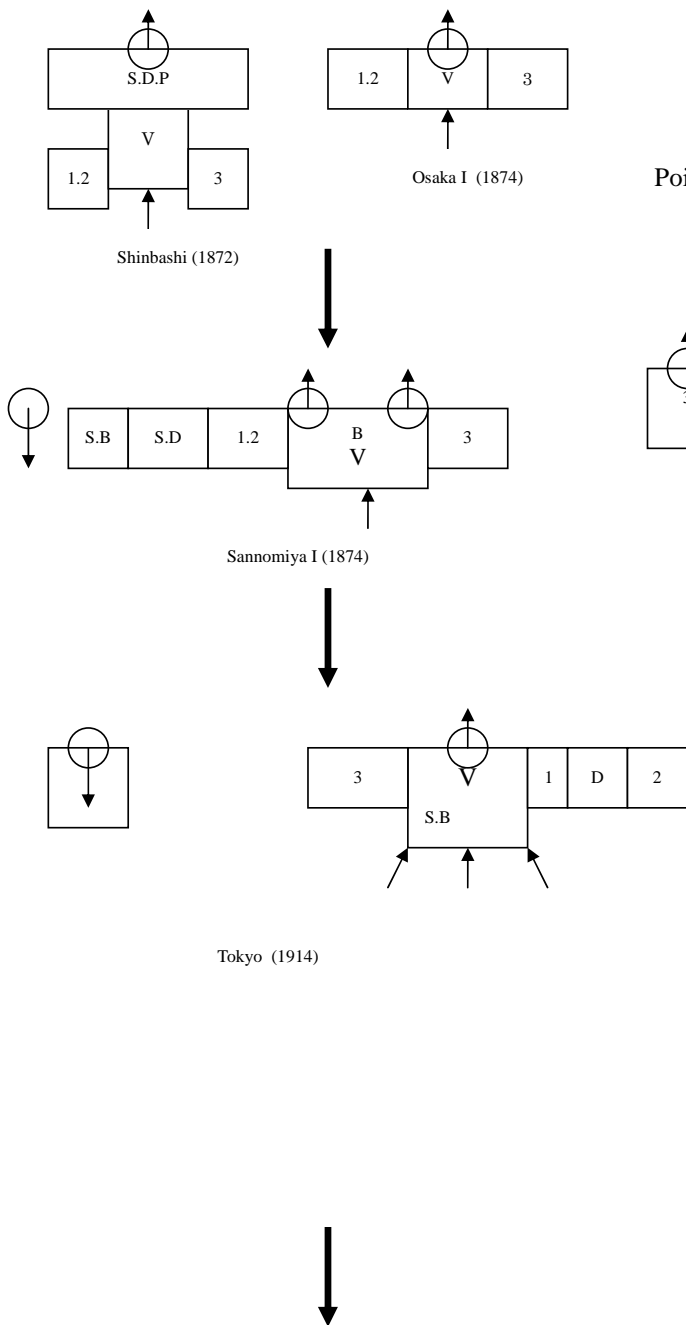 S.D.P
V
1.2
3
Shinbashi (1872)
1.2
V
3
Osaka I (1874)
S.B
S.D
1.2
B
V
3
Sannomiya I (1874)
3
V
S.B
1
D
2
Tokyo (1914)